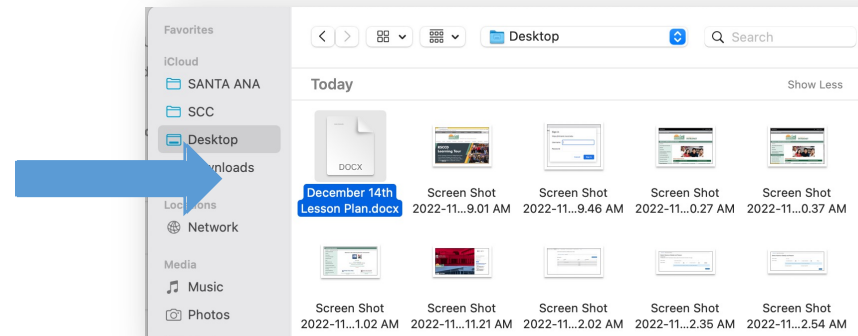 Favorites
iCloud
SANTA ANA
SCC
Desktop
Locations
Network
Media
Music
Photos
Desktop
Search
Today
Show Less
DOCX
December 14th
Lesson Plan.docx
Screen Shot
2022-11...9.01 AM
Screen Shot
2022-11...9.46 AM
Screen Shot
2022-11...0.27 AM
Screen Shot
2022-11...0.37 AM
Screen Shot
2022-11...1.02 AM
Screen Shot
2022-11...11.21 AM
Screen Shot
2022-11...2.02 AM
Screen Shot
2022-11...2.35 AM
Screen Shot
2022-11...2.54 AM